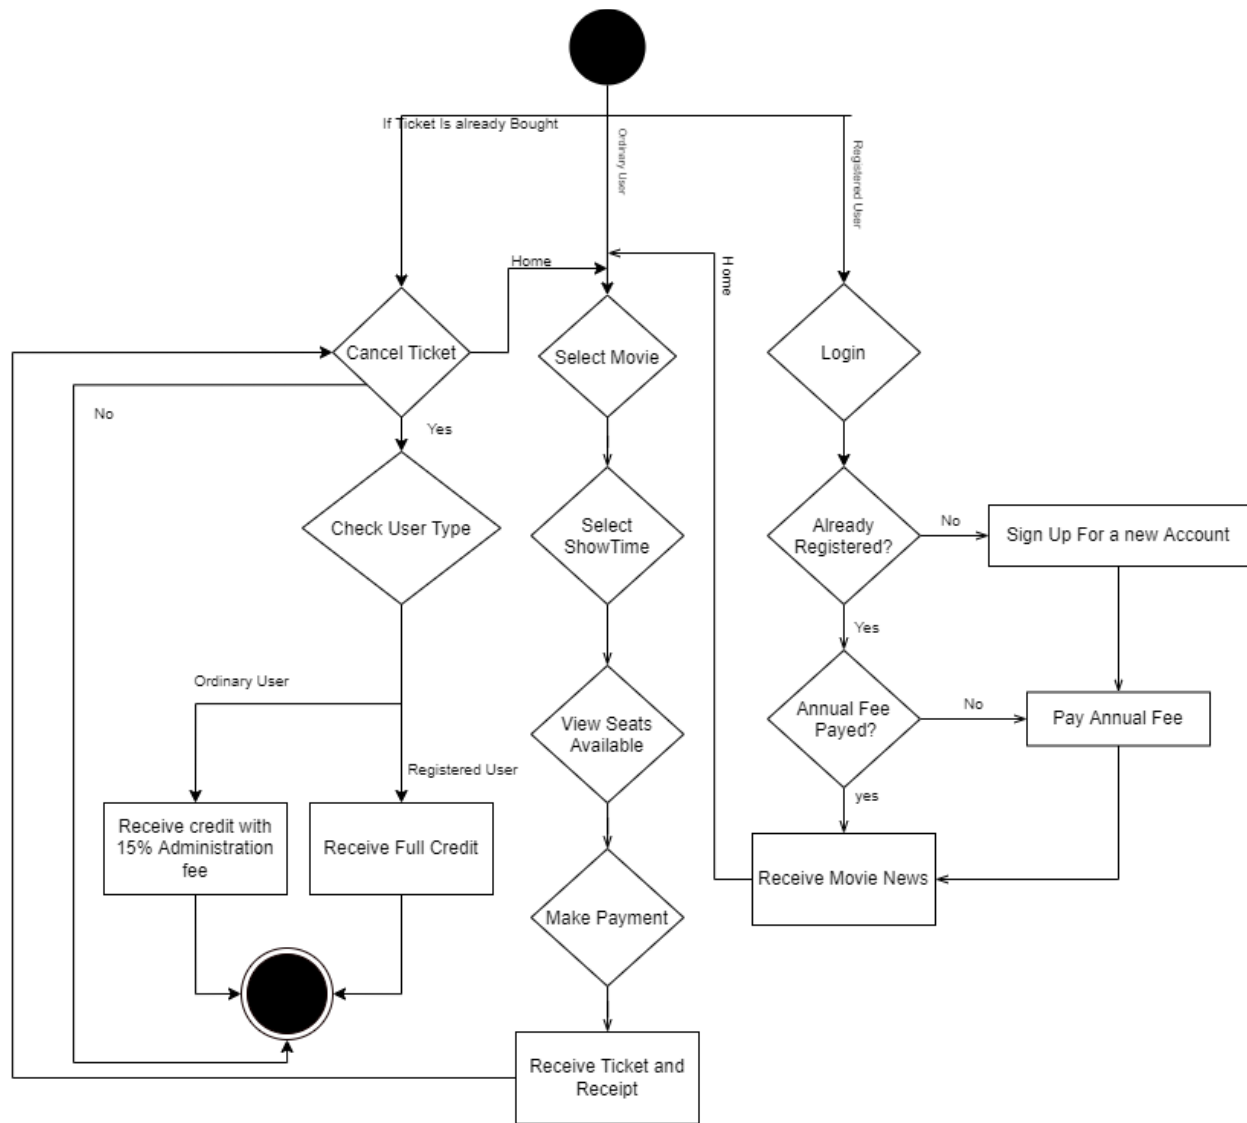 If Ticket Is already Bought
Ordinary User
Registered User
Home
Home
Cancel Ticket
Select Movie
Login
No
Yes
Check User Type
Select
ShowTime
Already
Registered?
No
Sign Up For a new Account
Yes
Ordinary User
View Seats
Available
Annual Fee
Payed?
No
Pay Annual Fee
Registered User
yes
Receive credit with
15% Administration
fee
Receive Full Credit
Receive Movie News
Make Payment
Receive Ticket and
Receipt